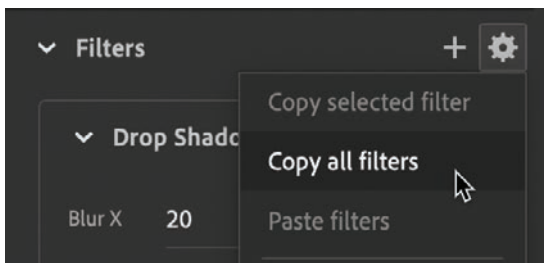 Filters
Copy selected filter
Drop Shado
Copy all filters
Blur X 20
Paste filters